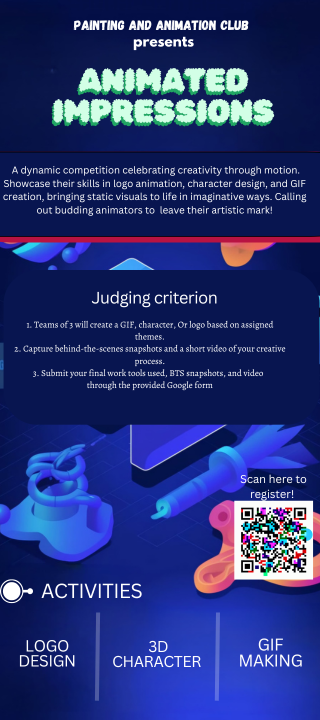 PAINTING AND ANIMATION CLUB
presents
ANIMATED
IMPRESSIONS
A dynamic competition celebrating creativity through motion.
Showcase their skills in logo animation, character design, and GIF
creation, bringing static visuals to life in imaginative ways. Calling
out budding animators to leave their artistic mark!
Judging criterion
1. Teams of 3 will create a GIF, character, Or logo based on assigned
themes.
2. Capture behind-the-scenes snapshots and a short video of your creative
process.
3. Submit your final work tools used, BTS snapshots, and video
through the provided Google form
Scan here to
register!
ACTIVITIES
LOGO
DESIGN
3D
CHARACTER
GIF
MAKING